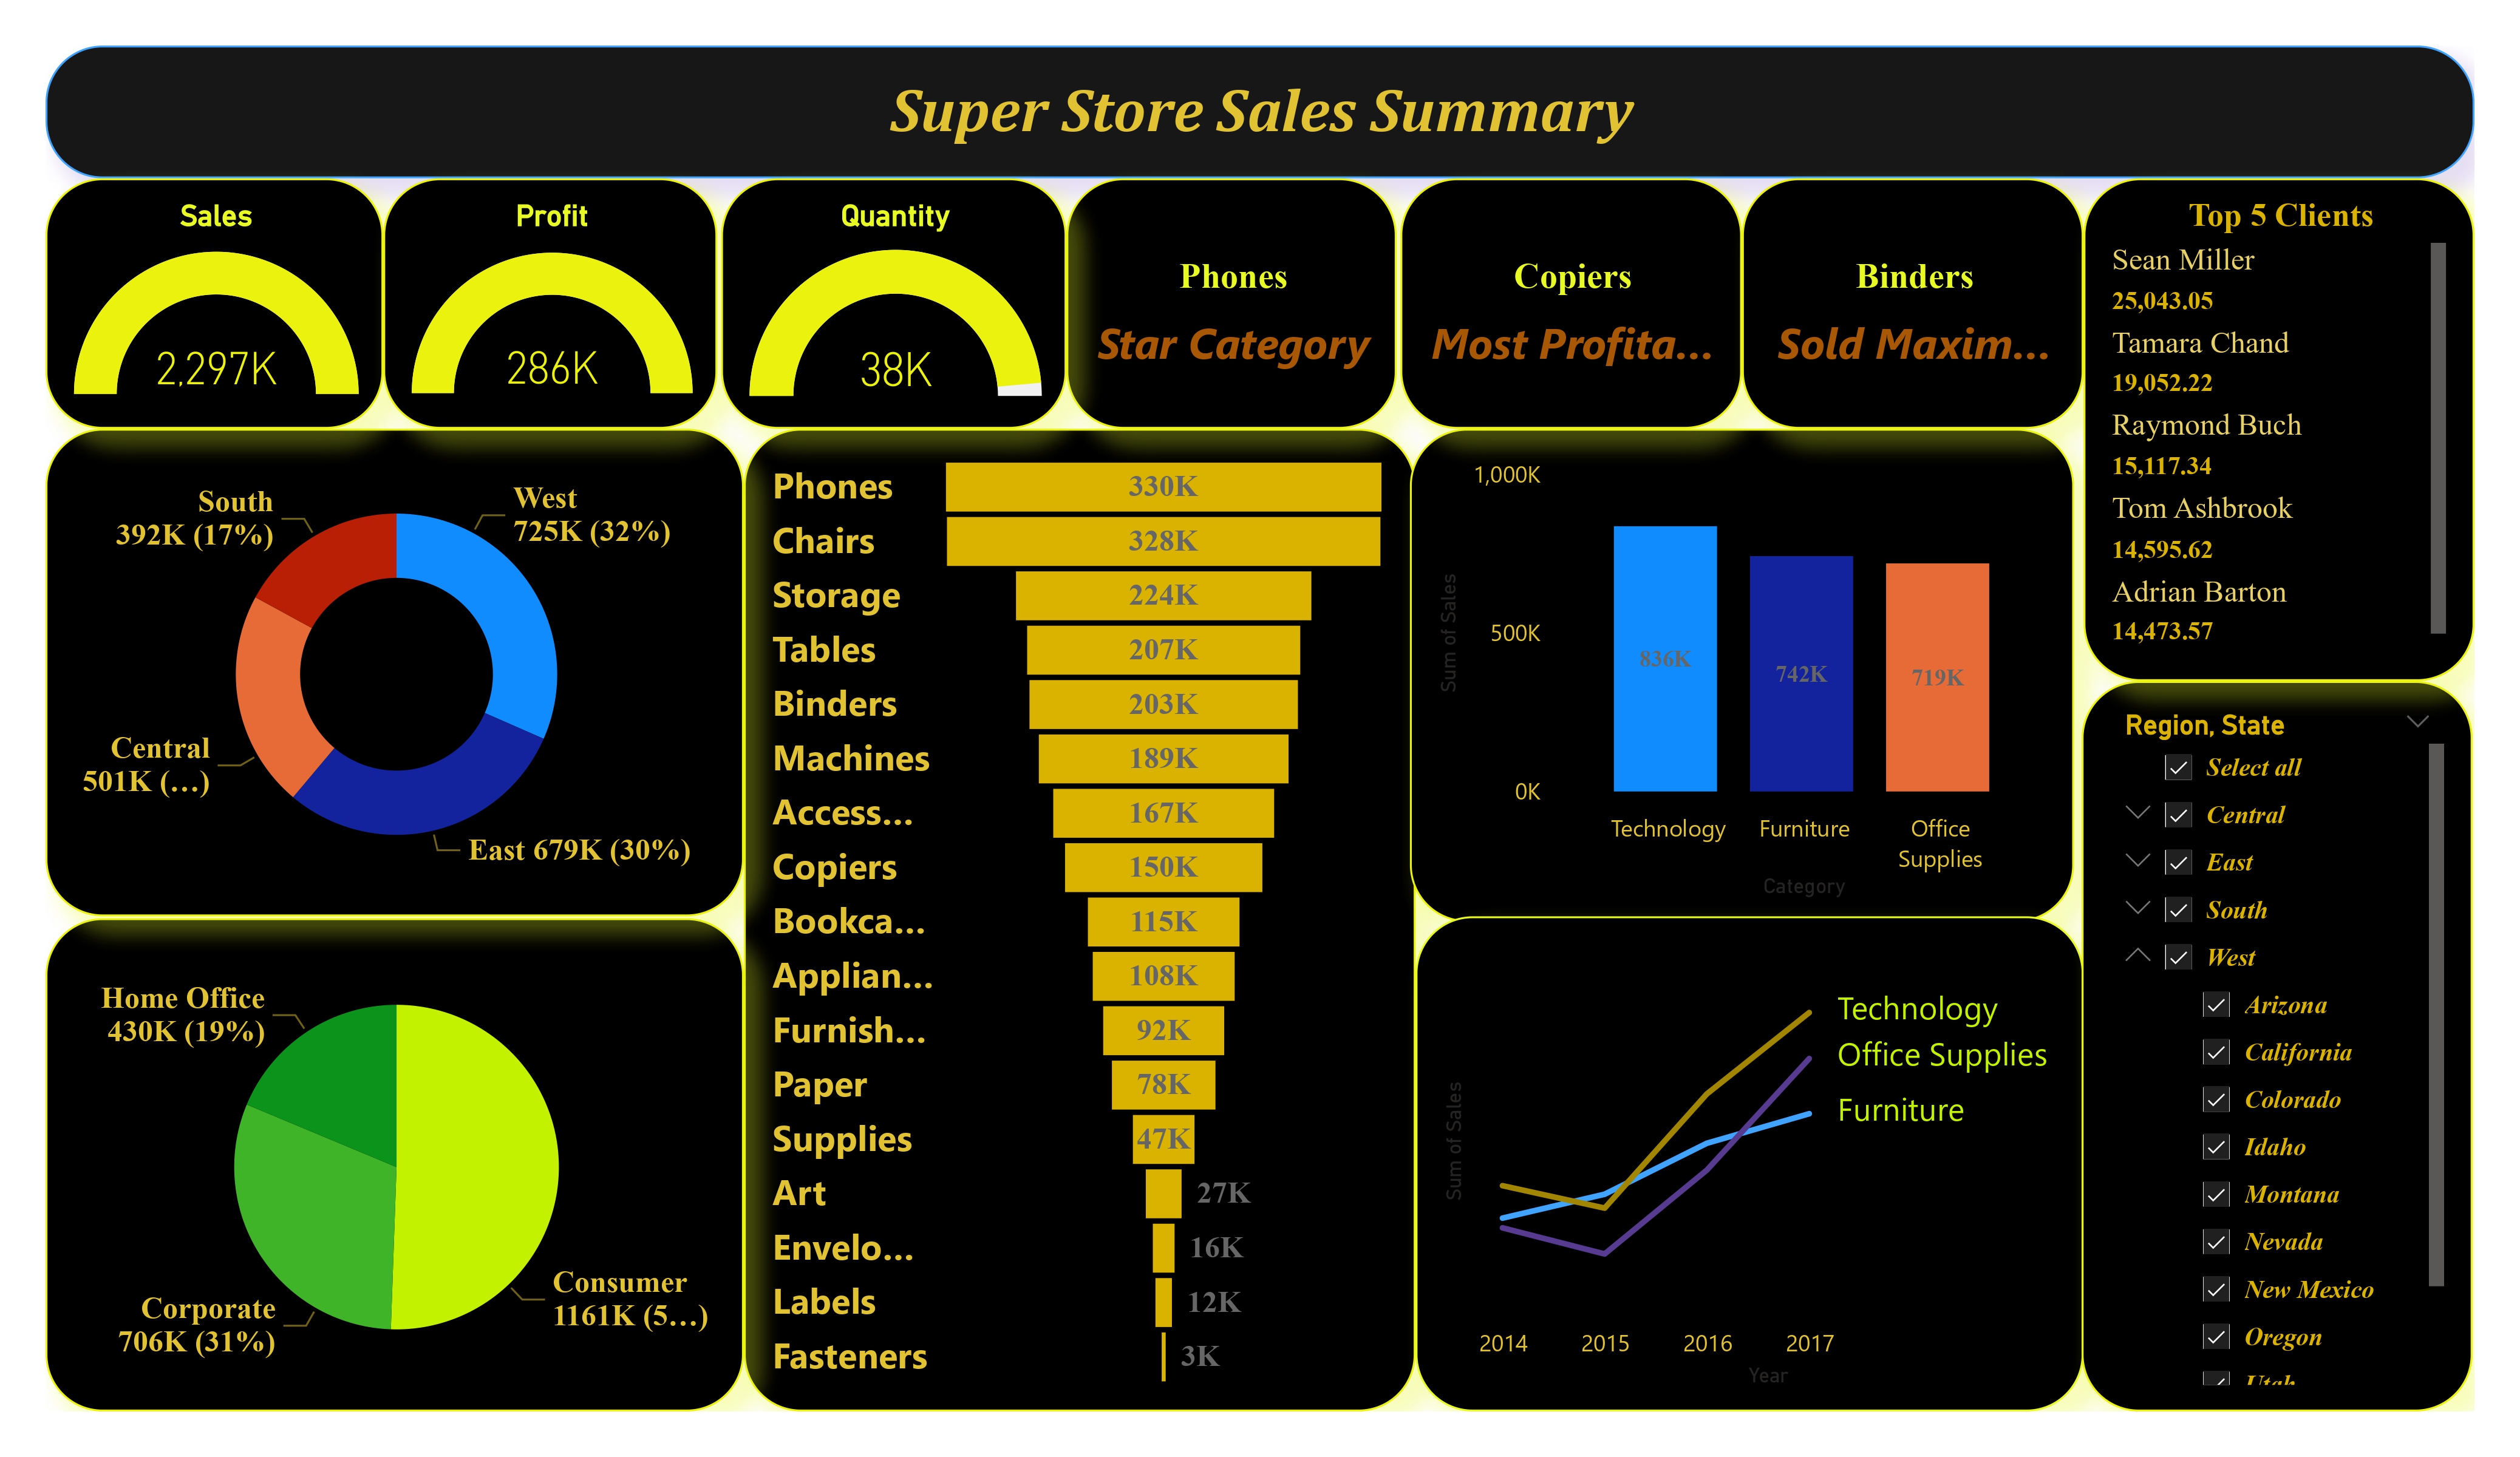 Super Store Sales Summary
Sales
2,297K
Profit
286K
Quantity
38K
Phones
Star Category
Copiers
Most Profita...
Binders
Sold Maxim...
Top 5 Clients
Sean Miller
25,043.05
Tamara Chand
19,052.22
Raymond Buch
15,117.34
Tom Ashbrook
14,595.62
Adrian Barton
14,473.57
South
392K (17%)
West
725K (32%)
Central
501K (...)
East 679K (30%)
Home Office
430K (19%)
Corporate
706K (31%)
Consumer
1161K (5...)
Phones 330K
Chairs 328K
Storage 224K
Tables 207K
Binders 203K
Machines 189K
Access... 167K
Copiers 150K
Bookca... 115K
Applian... 108K
Furnish... 92K
Paper 78K
Supplies 47K
Art 27K
Envelo... 16K
Labels 12K
Fasteners 3K
Sum of Sales
1,000K
500K
0K
836K
742K
719K
Technology
Furniture
Office
Supplies
Category
Sum of Sales
Technology
Office Supplies
Furniture
2014 2015 2016 2017
Year
Region, State
Select all
Central
East
South
West
Arizona
California
Colorado
Idaho
Montana
Nevada
New Mexico
Oregon
Utah